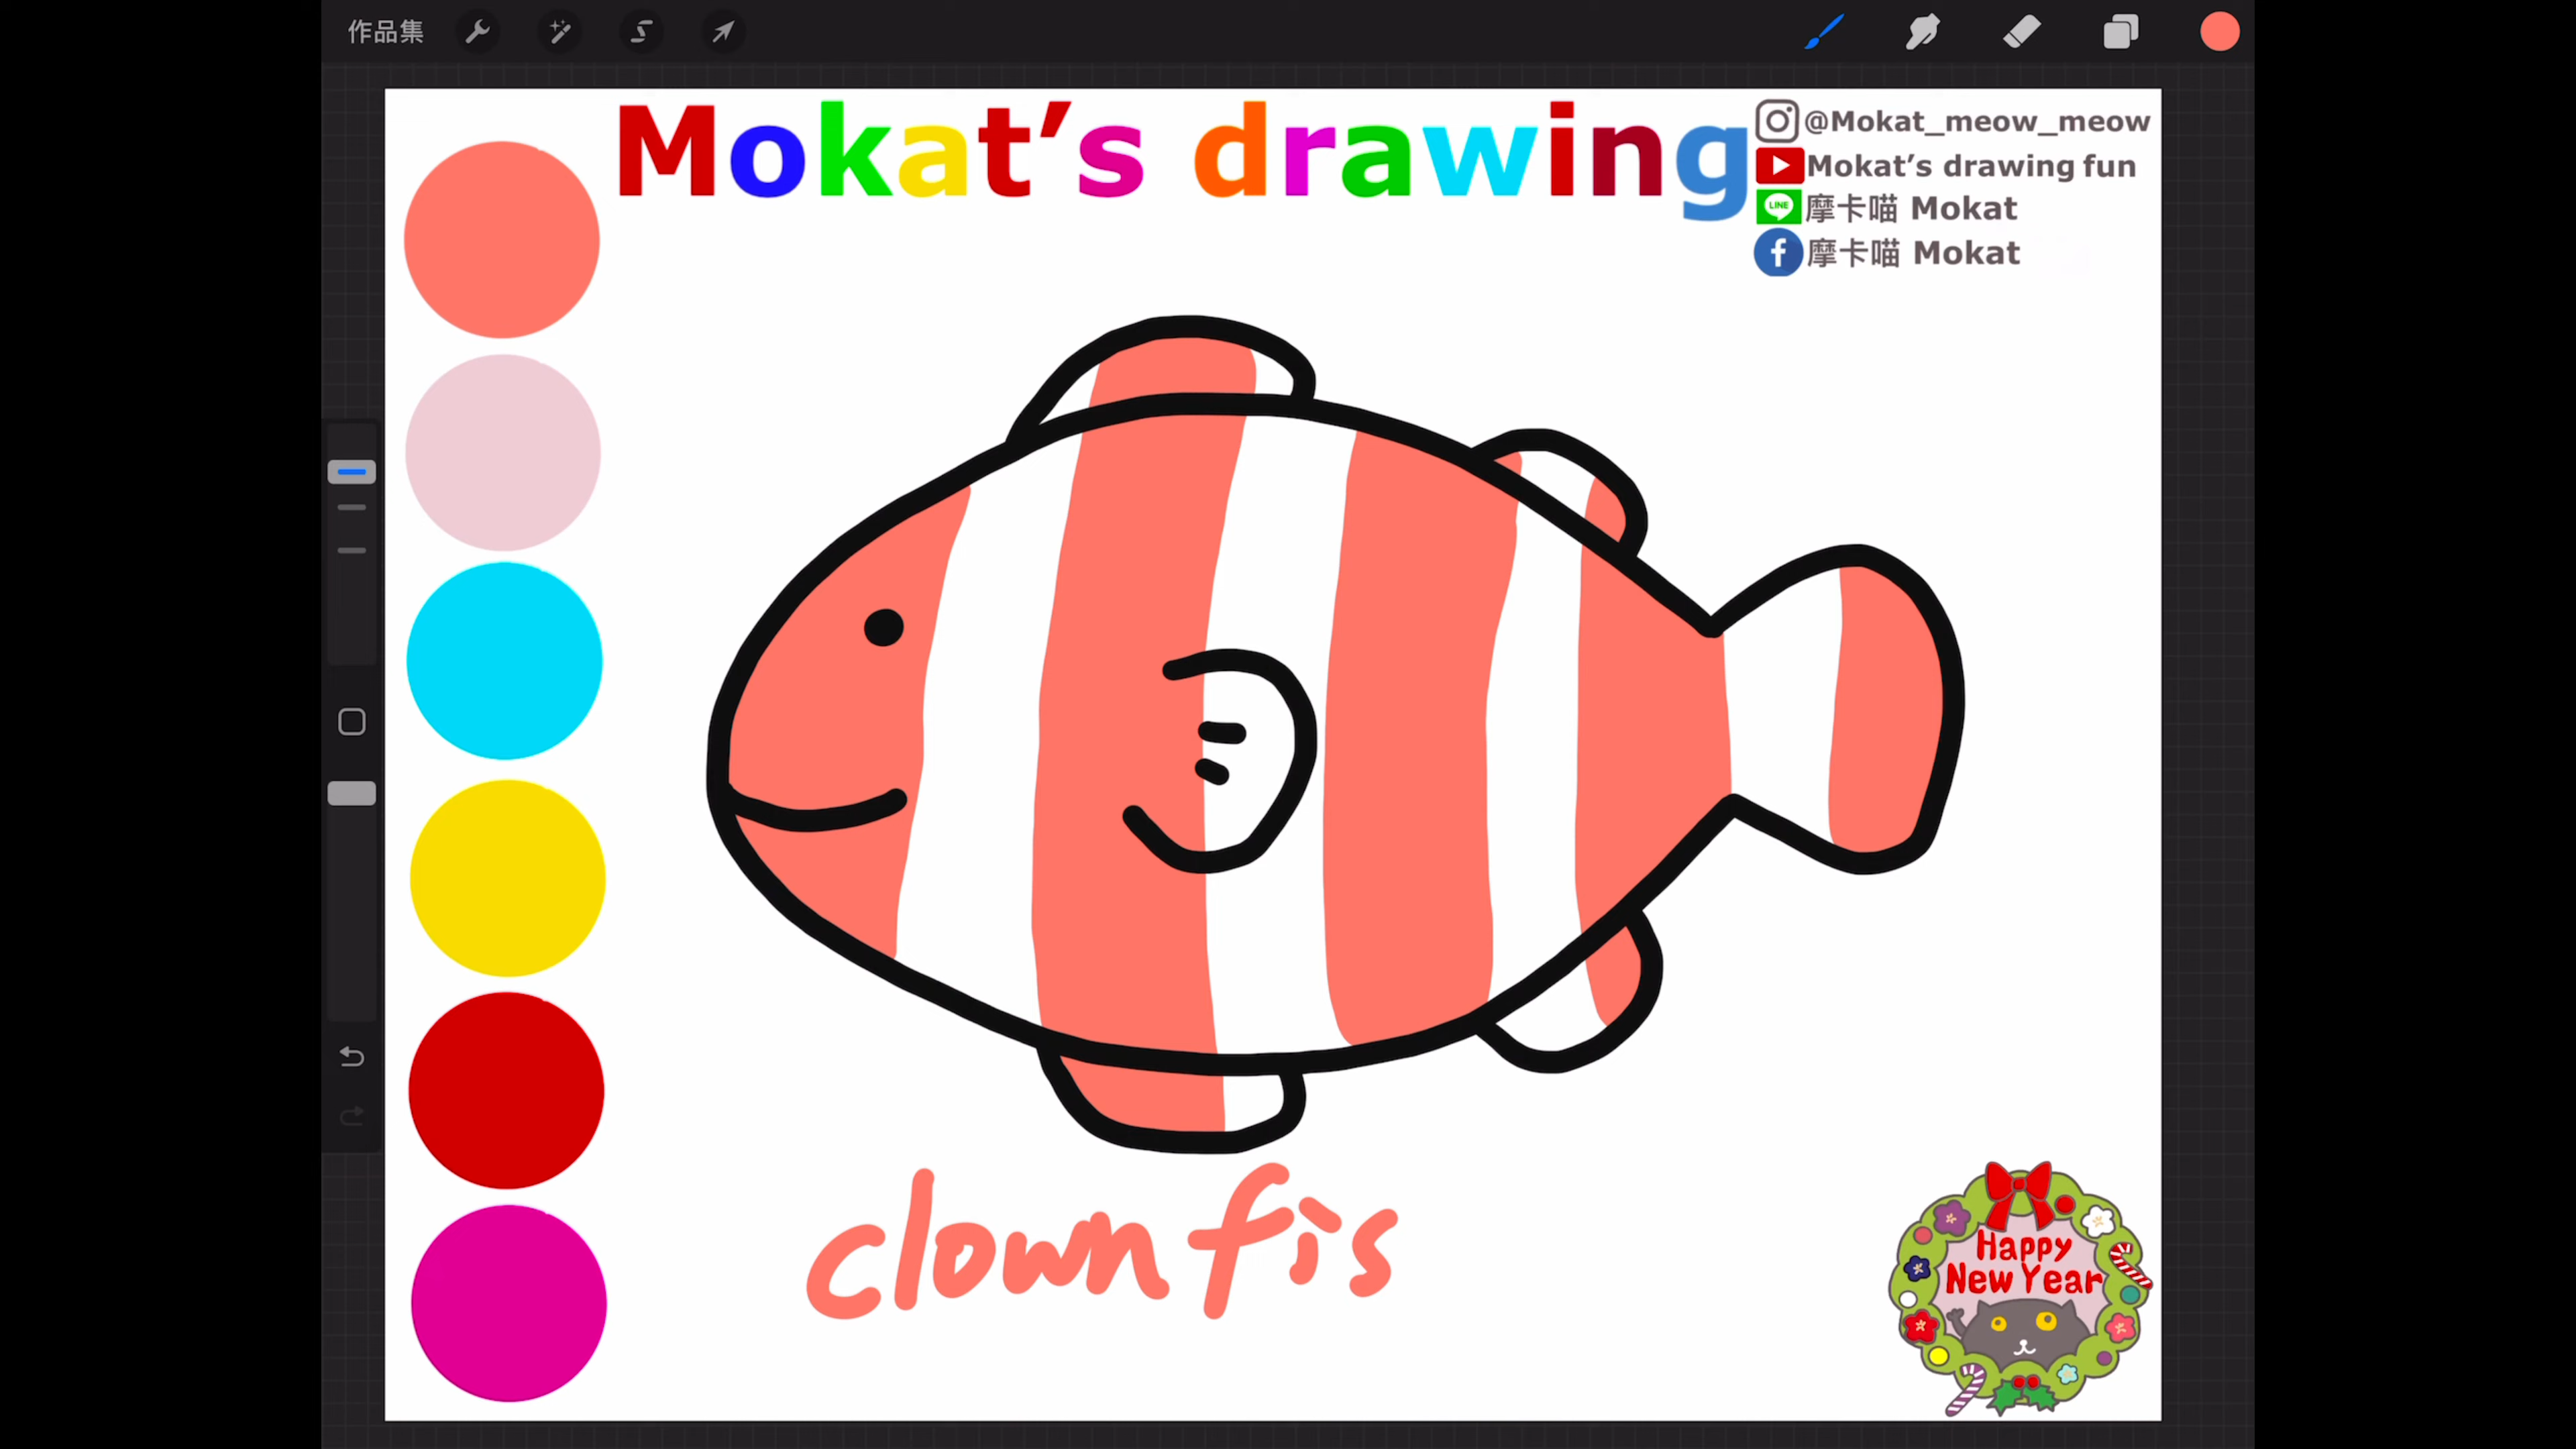 作品集
Mokat's drawing
@Mokat_meow_meow
Mokat's drawing fun
LINE
摩卡喵 Mokat
f
摩卡喵 Mokat
clown fis
Happy
New Year